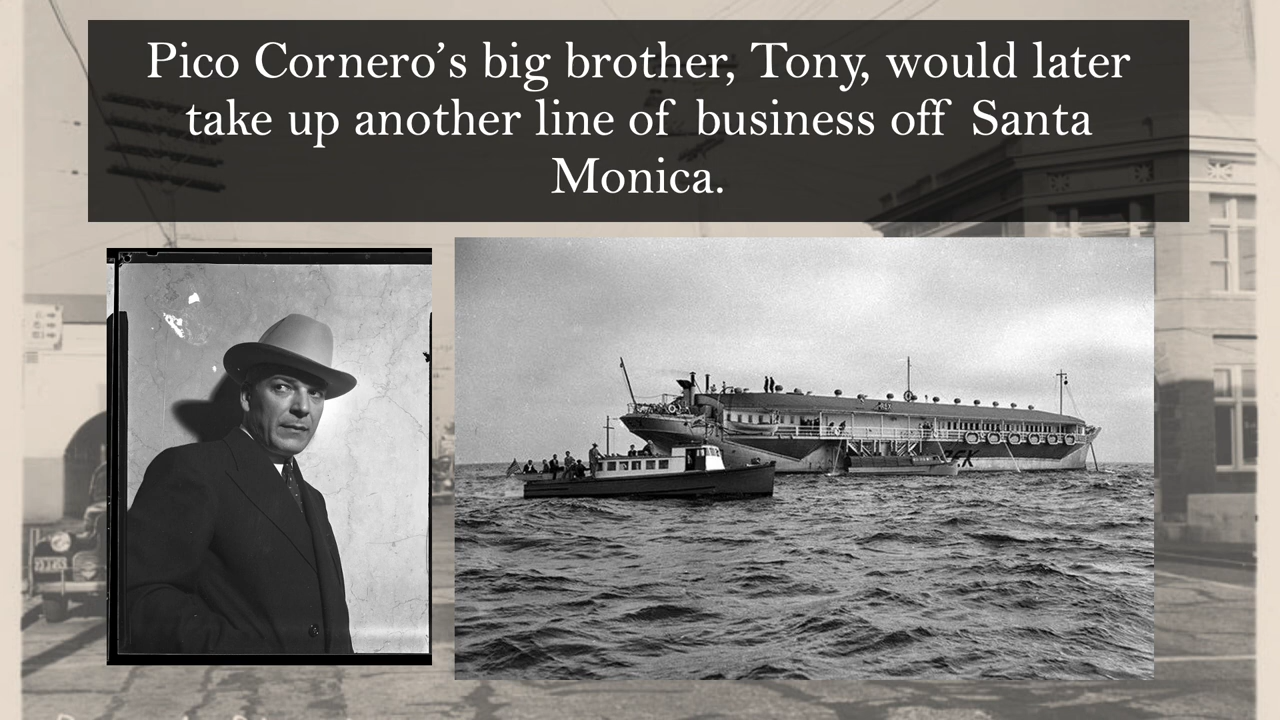 Pico Cornero’s big brother, Tony, would later
take up another line of business off Santa
Monica.